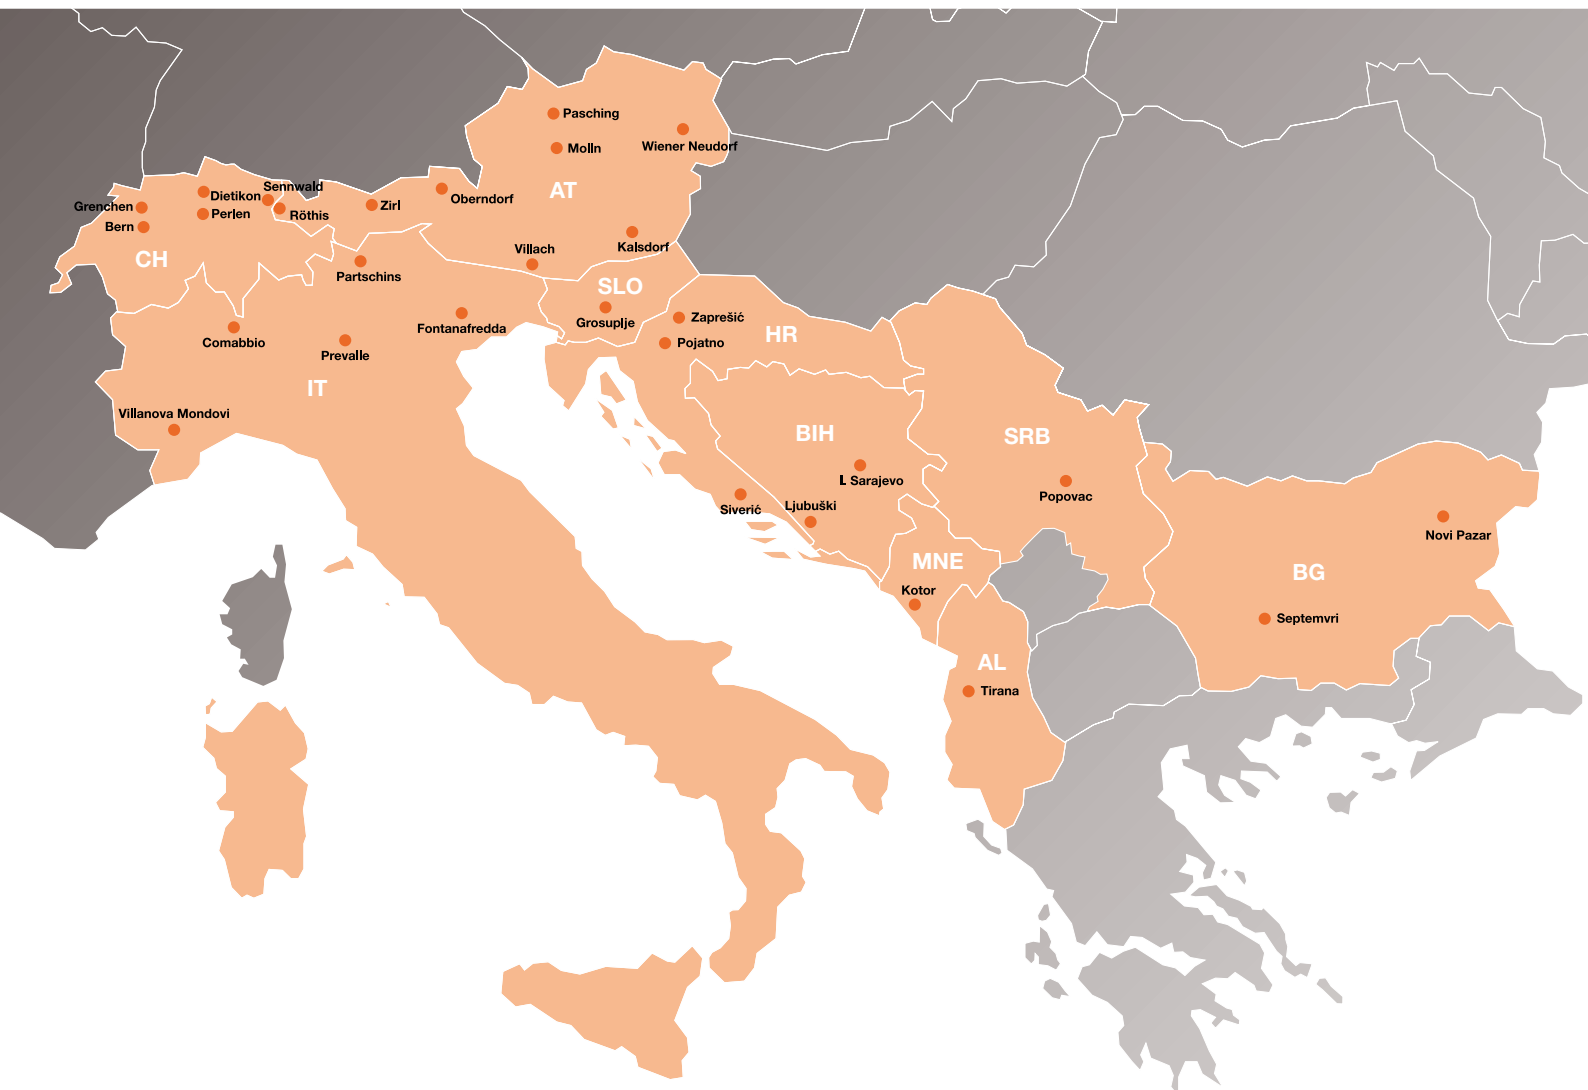 Pasching
Wiener Neudorf
Molln
AT
Sennwald
Dietikon
Oberndorf
Grenchen
Perlen
Röthis
Zirl
Bern
CH
Villach
Kalsdorf
Partschins
SLO
Grosuplje
Fontanafredda
Zaprešić
HR
Comabbio
Prevalle
Pojatno
IT
Villanova Mondovi
BIH
SRB
L Sarajevo
Popovac
Siverić
Ljubuški
Novi Pazar
MNE
BG
Kotor
Septemvri
AL
Tirana